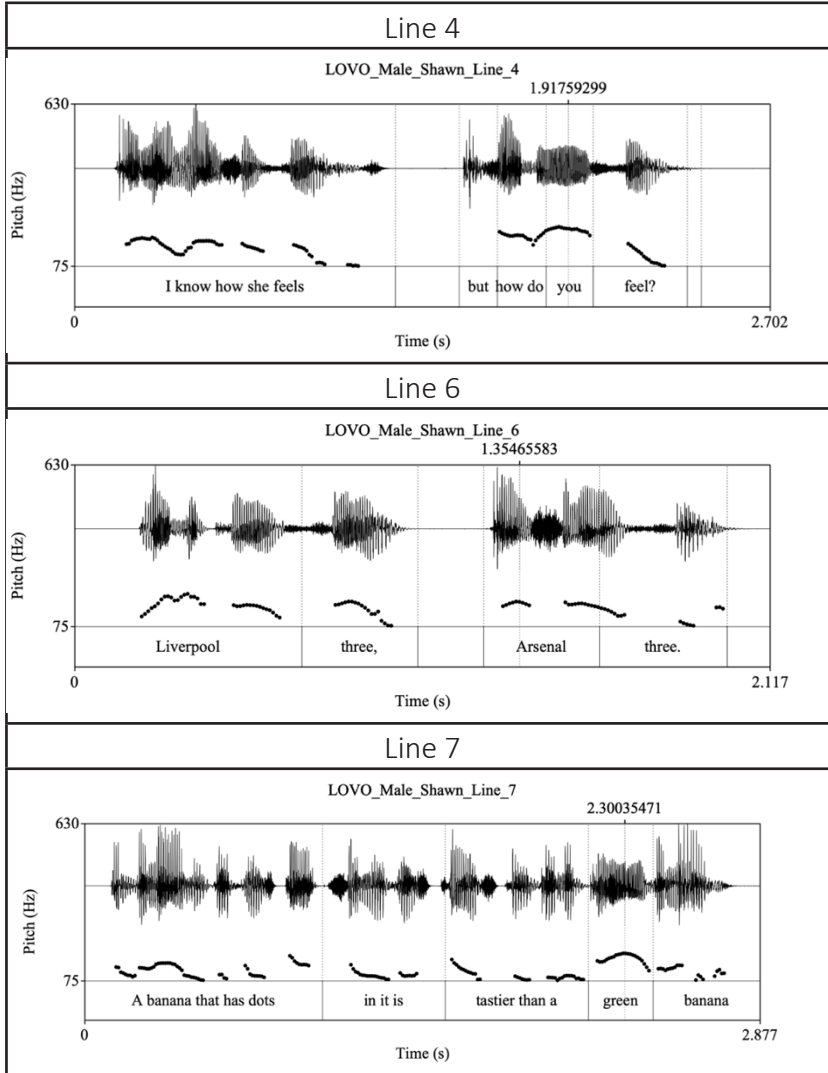 Line 4
LOVO_Male_Shawn_Line_4
1.91759299
630
Pitch (Hz)
75
I know how she feels but how do you feel?
0 2.702
Time (s)
Line 6
LOVO_Male_Shawn_Line_6
1.35465583
630
Pitch (Hz)
75
Liverpool three, Arsenal three.
0 2.117
Time (s)
Line 7
LOVO_Male_Shawn_Line_7
2.30035471
630
Pitch (Hz)
75
A banana that has dots in it is tastier than a green banana
0 2.877
Time (s)